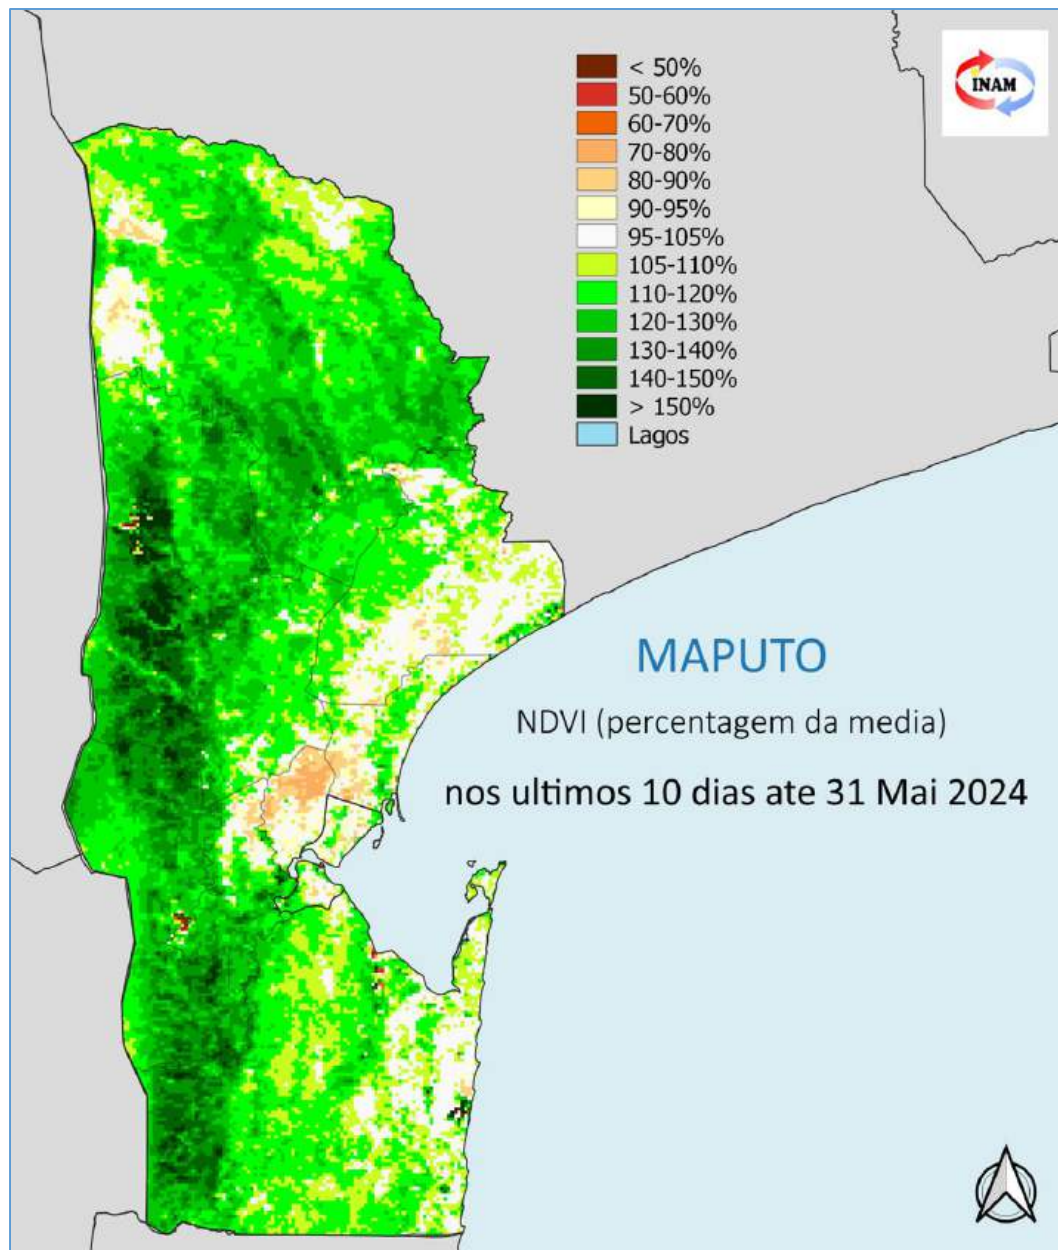 < 50%
50-60%
60-70%
70-80%
80-90%
90-95%
95-105%
105-110%
110-120%
120-130%
130-140%
140-150%
> 150%
Lagos
INAM
MAPUTO
NDVI (percentagem da media)
nos ultimos 10 dias ate 31 Mai 2024